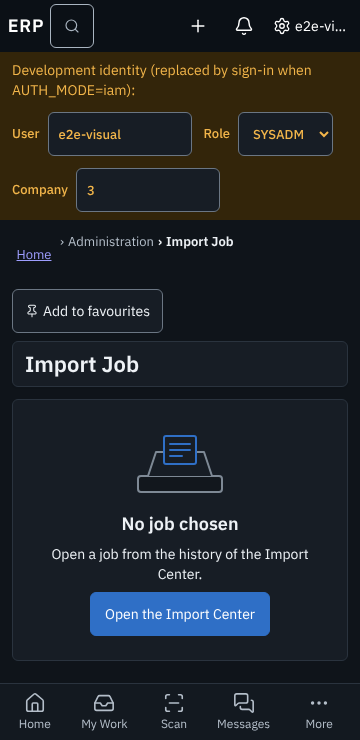 ERP
e2e-vi...
Development identity (replaced by sign-in when
AUTH_MODE=iam):
User
e2e-visual
Role
SYSADM
Company
3
Home
› Administration › Import Job
Add to favourites
Import Job
No job chosen
Open a job from the history of the Import
Center.
Open the Import Center
Home
My Work
Scan
Messages
More